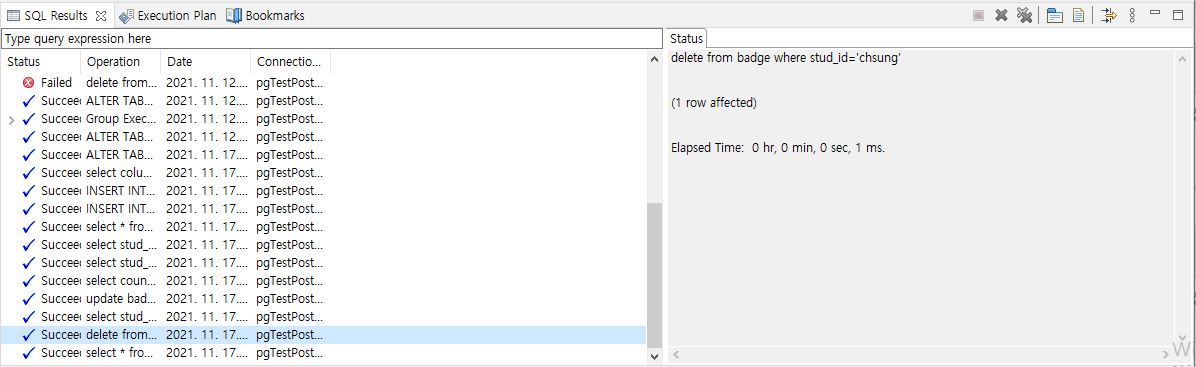 SQL Results Execution Plan Bookmarks
Type query expression here
Status Operation Date Connectio...
Failed delete from... 2021. 11. 12.... pgTestPost...
Succee ALTER TAB... 2021. 11. 12.... pgTestPost...
Succee Group Exec... 2021. 11. 12.... pgTestPost...
Succee ALTER TAB... 2021. 11. 12.... pgTestPost...
Succee ALTER TAB... 2021. 11. 17.... pgTestPost...
Succee select colu... 2021. 11. 17.... pgTestPost...
Succee INSERT INT... 2021. 11. 17.... pgTestPost...
Succee INSERT INT... 2021. 11. 17.... pgTestPost...
Succee select * fro... 2021. 11. 17.... pgTestPost...
Succee select stud_... 2021. 11. 17.... pgTestPost...
Succee select stud_... 2021. 11. 17.... pgTestPost...
Succee select coun... 2021. 11. 17.... pgTestPost...
Succee update bad... 2021. 11. 17.... pgTestPost...
Succee select stud_... 2021. 11. 17.... pgTestPost...
Succee delete from... 2021. 11. 17.... pgTestPost...
Succee select * fro... 2021. 11. 17.... pgTestPost...
Status
delete from badge where stud_id='chsung'
(1 row affected)
Elapsed Time:  0 hr, 0 min, 0 sec, 1 ms.
Wi